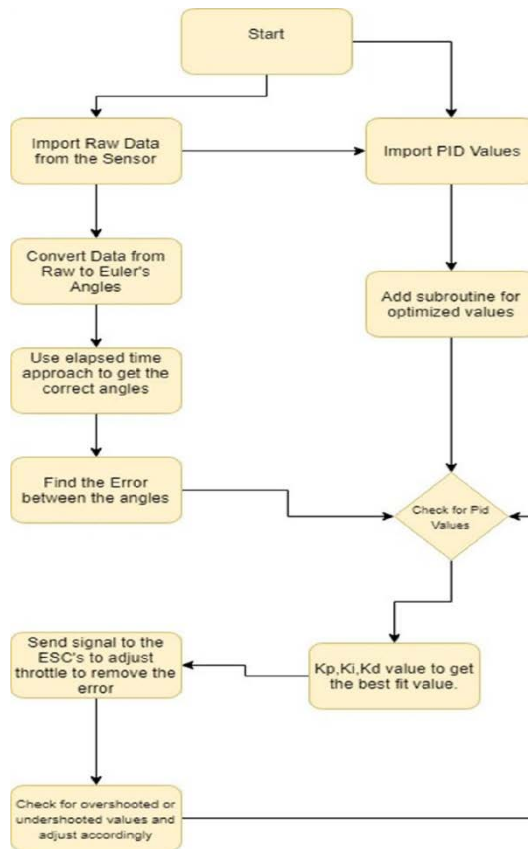 Start
Import Raw Data
from the Sensor
Import PID Values
Convert Data from
Raw to Euler's
Angles
Add subroutine for
optimized values
Use elapsed time
approach to get the
correct angles
Find the Error
between the angles
Check for Pid
Values
Send signal to the
ESC's to adjust
throttle to remove the
error
Kp,Ki,Kd value to get
the best fit value.
Check for overshooted or
undershooted values and
adjust accordingly